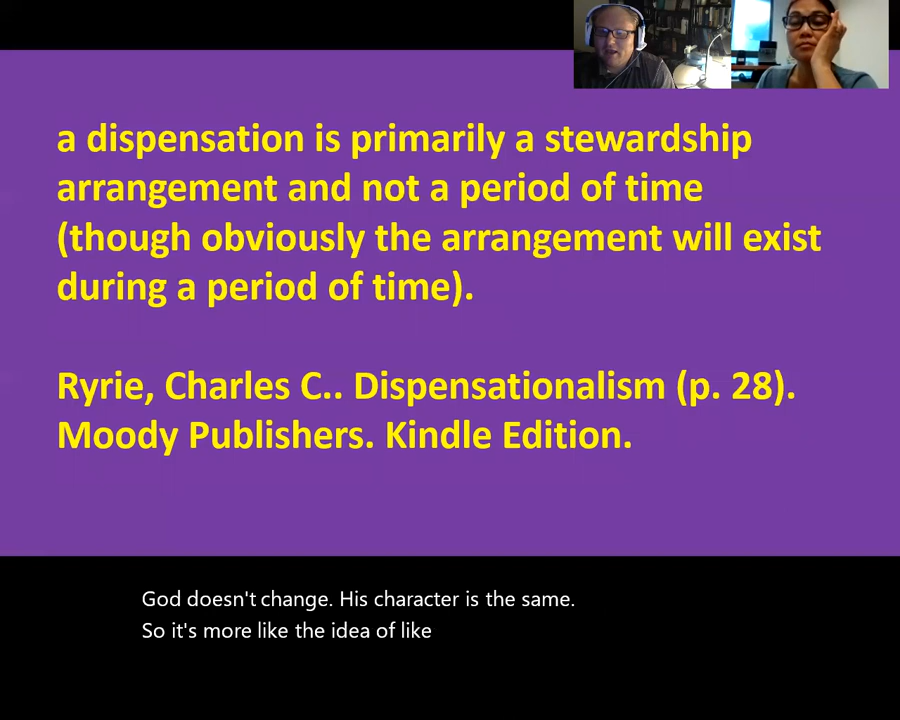 a dispensation is primarily a stewardship
arrangement and not a period of time
(though obviously the arrangement will exist
during a period of time).
Ryrie, Charles C.. Dispensationalism (p. 28).
Moody Publishers. Kindle Edition.
God doesn't change. His character is the same.
So it's more like the idea of like